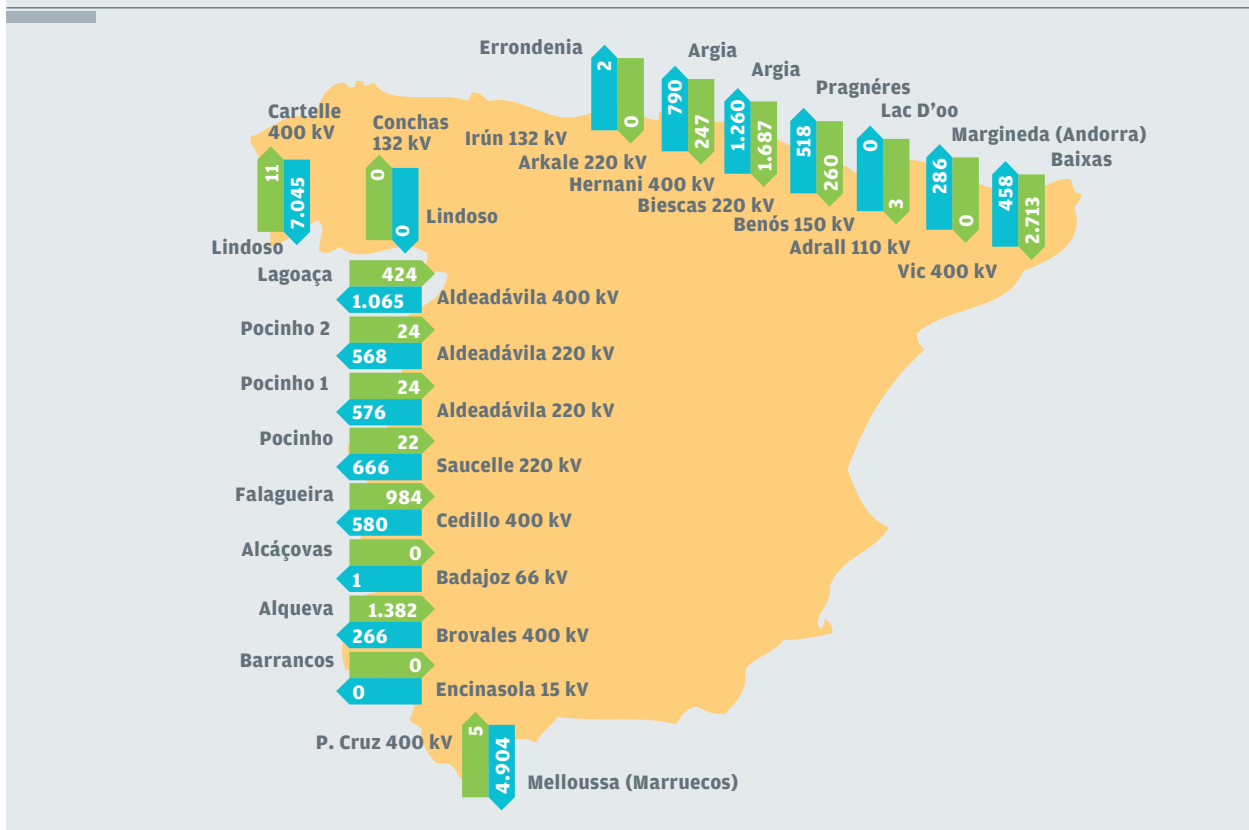 Errondenia
2
0
Irún 132 kV
Argia
790
247
Arkale 220 kV
Argia
1.260
1.687
Hernani 400 kV
Pragnéres
518
260
Biescas 220 kV
Lac D’oo
0
3
Benós 150 kV
Margineda (Andorra)
286
0
Adrall 110 kV
Baixas
458
2.713
Vic 400 kV
Cartelle
400 kV
11
7.045
Lindoso
Conchas
132 kV
0
0
Lindoso
Lagoaça
424
1.065
Aldeadávila 400 kV
Pocinho 2
24
568
Aldeadávila 220 kV
Pocinho 1
24
576
Aldeadávila 220 kV
Pocinho
22
666
Saucelle 220 kV
Falagueira
984
580
Cedillo 400 kV
Alcáçovas
0
1
Badajoz 66 kV
Alqueva
1.382
266
Brovales 400 kV
Barrancos
0
0
Encinasola 15 kV
P. Cruz 400 kV
5
4.904
Melloussa (Marruecos)